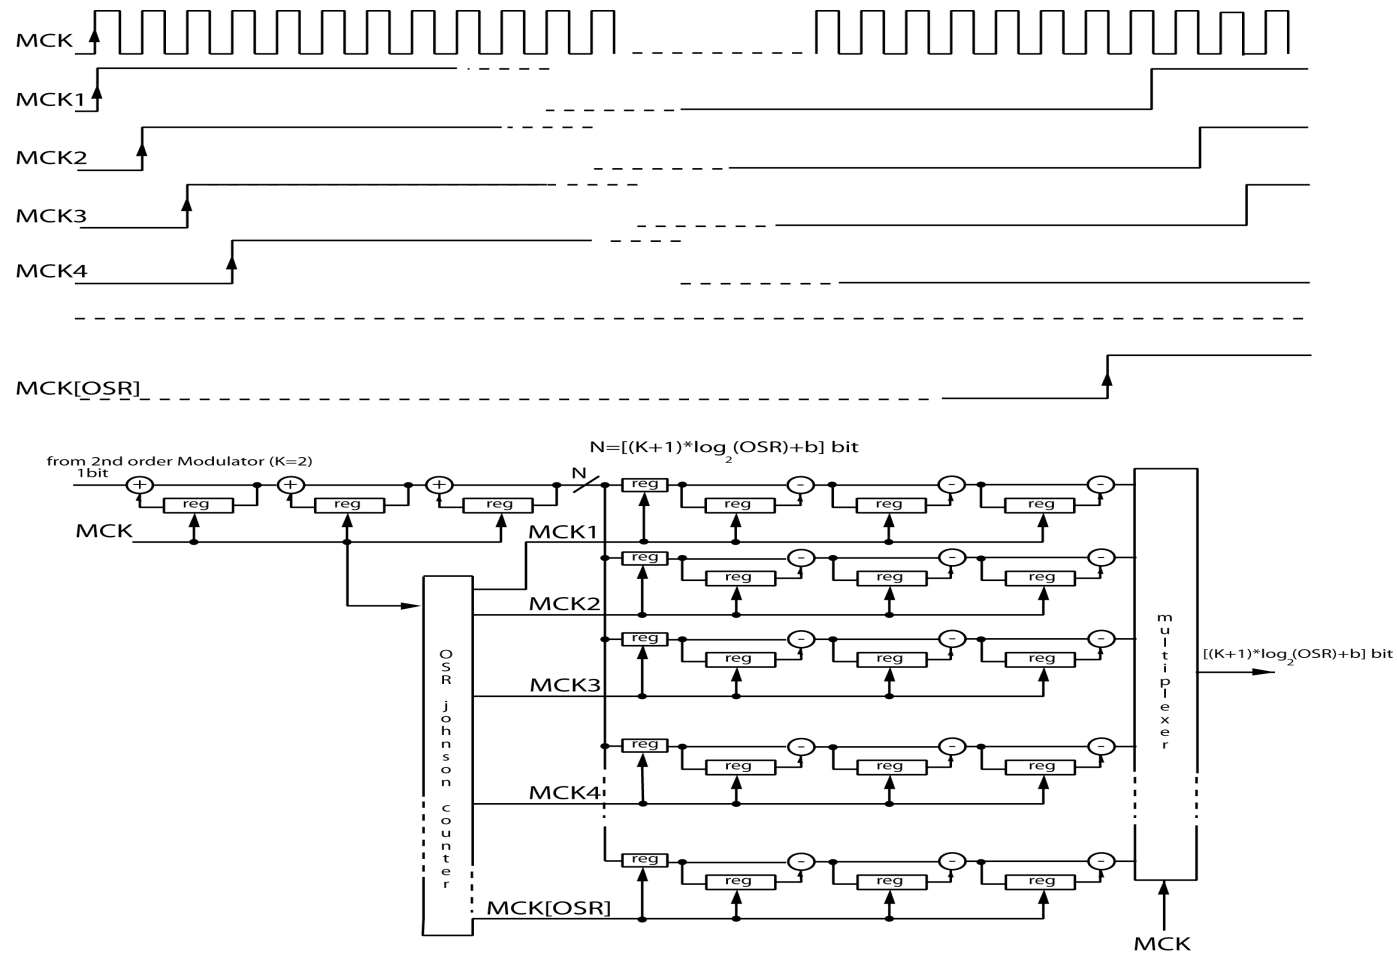 MCK
MCK1
MCK2
MCK3
MCK4
MCK[OSR]
N=[(K+1)*log2(OSR)+b] bit
from 2nd order Modulator (K=2)
1bit
N
+ + +
reg reg reg
reg - - -
reg reg reg
MCK
MCK1
reg - - -
reg reg reg
MCK2
reg - - -
reg reg reg
MCK3
reg - - -
reg reg reg
MCK4
reg - - -
reg reg reg
MCK[OSR]
OSR johnson counter
multiplexer
[(K+1)*log2(OSR)+b] bit
MCK